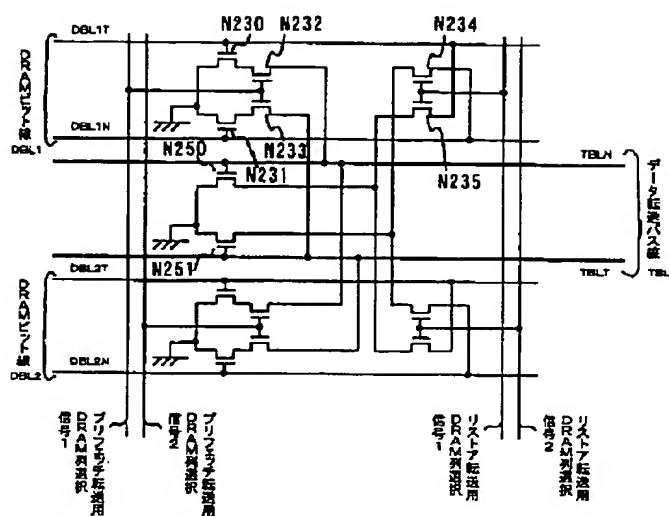 N230 N232 N234
DBL1T
DRAMビット線
DBL1N
DBL1
N250
N231
N233
N235
TBLN
データ転送バス線
TBLT
TBL
DBL2T
N251
DRAMビット線
DBL2N
DBL2
プリフェッチ転送用
DRAM列選択
信号1
プリフェッチ転送用
DRAM列選択
信号2
リストア転送用
DRAM列選択
信号1
リストア転送用
DRAM列選択
信号2